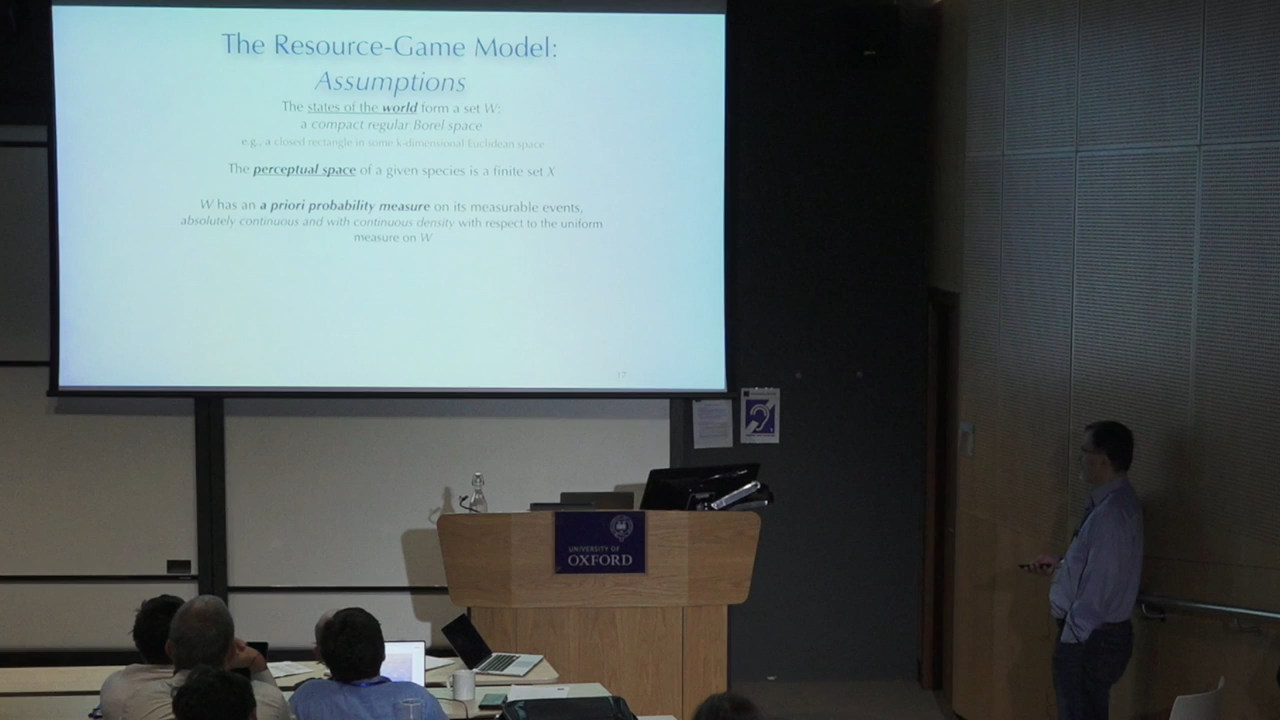 The Resource-Game Model:
Assumptions
The states of the world form a set W:
a compact regular Borel space
e.g., a closed rectangle in some k-dimensional Euclidean space
The perceptual space of a given species is a finite set X
W has an a priori probability measure on its measurable events,
absolutely continuous and with continuous density with respect to the uniform
measure on W
17
UNIVERSITY OF
OXFORD